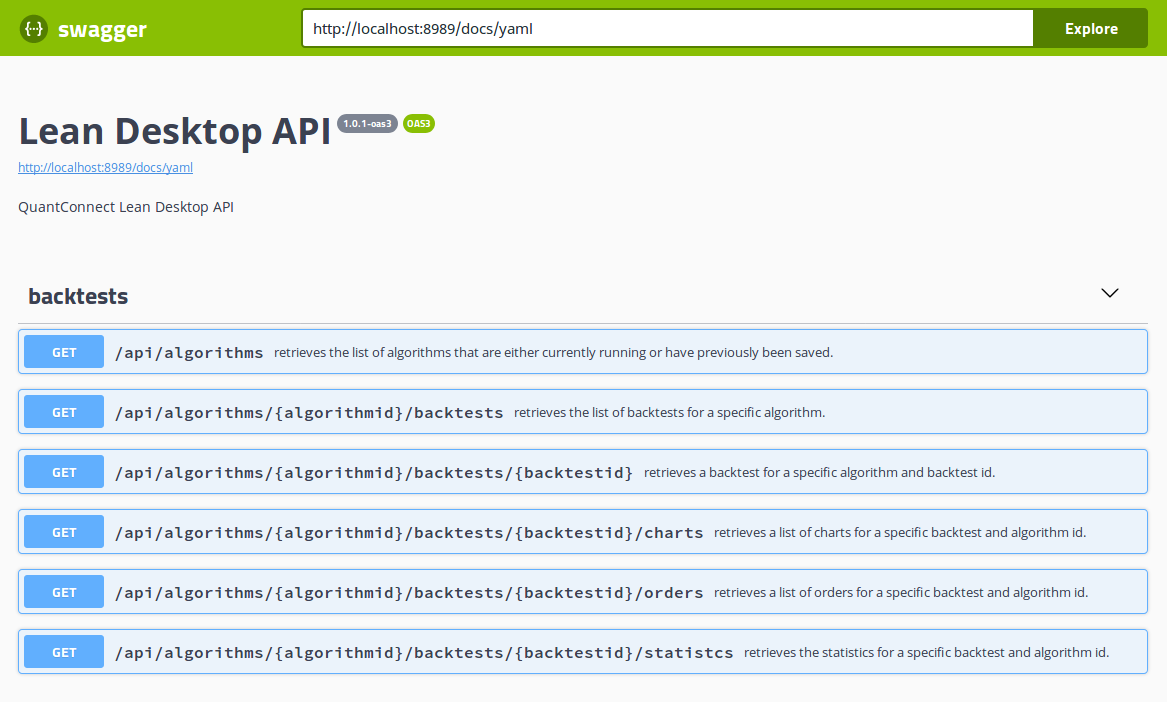 {··} swagger http://localhost:8989/docs/yaml Explore
Lean Desktop API 1.0.1-oas3 OAS3
http://localhost:8989/docs/yaml
QuantConnect Lean Desktop API
backtests
GET /api/algorithms retrieves the list of algorithms that are either currently running or have previously been saved.
GET /api/algorithms/{algorithmid}/backtests retrieves the list of backtests for a specific algorithm.
GET /api/algorithms/{algorithmid}/backtests/{backtestid} retrieves a backtest for a specific algorithm and backtest id.
GET /api/algorithms/{algorithmid}/backtests/{backtestid}/charts retrieves a list of charts for a specific backtest and algorithm id.
GET /api/algorithms/{algorithmid}/backtests/{backtestid}/orders retrieves a list of orders for a specific backtest and algorithm id.
GET /api/algorithms/{algorithmid}/backtests/{backtestid}/statistcs retrieves the statistics for a specific backtest and algorithm id.